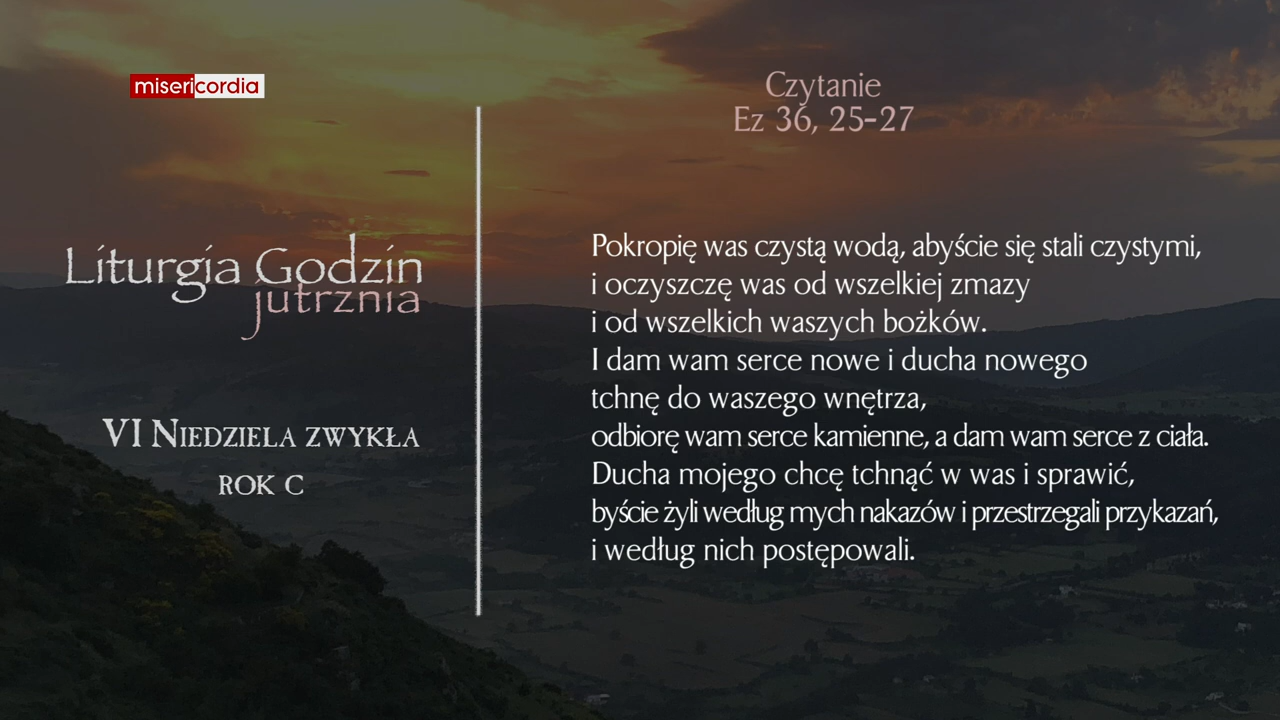 misericordia
Liturgia Godzin
jutrznia
VI Niedziela zwykła
rok C
Czytanie
Ez 36, 25-27
Pokropię was czystą wodą, abyście się stali czystymi,
i oczyszczę was od wszelkiej zmazy
i od wszelkich waszych bożków.
I dam wam serce nowe i ducha nowego
tchnę do waszego wnętrza,
odbiorę wam serce kamienne, a dam wam serce z ciała.
Ducha mojego chcę tchnąć w was i sprawić,
byście żyli według mych nakazów i przestrzegali przykazań,
i według nich postępowali.